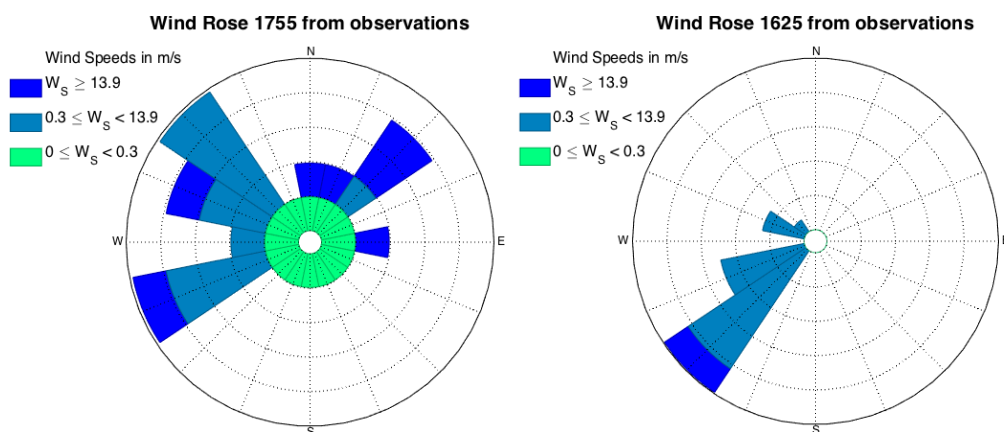 Wind Rose 1755 from observations
Wind Speeds in m/s
W_S ≥ 13.9
0.3 ≤ W_S < 13.9
0 ≤ W_S < 0.3
N
W
E
S
Wind Rose 1625 from observations
Wind Speeds in m/s
W_S ≥ 13.9
0.3 ≤ W_S < 13.9
0 ≤ W_S < 0.3
N
W
E
S